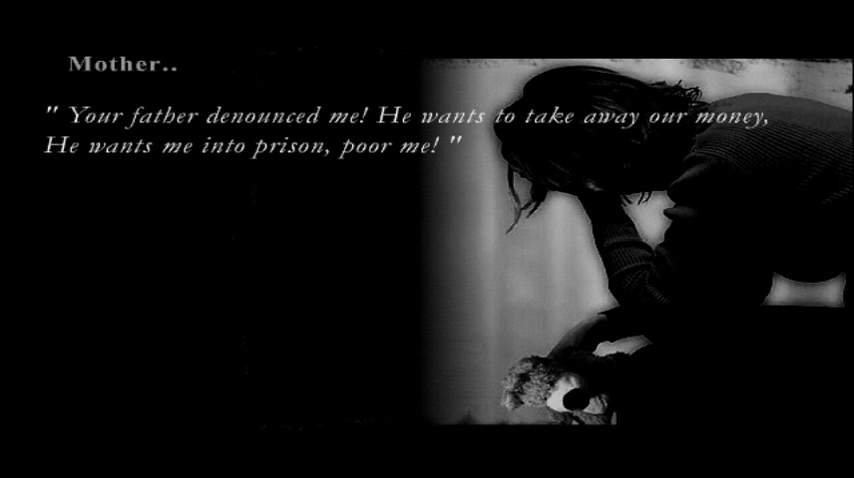 Mother..
" Your father denounced me! He wants to take away our money,
He wants me into prison, poor me! "